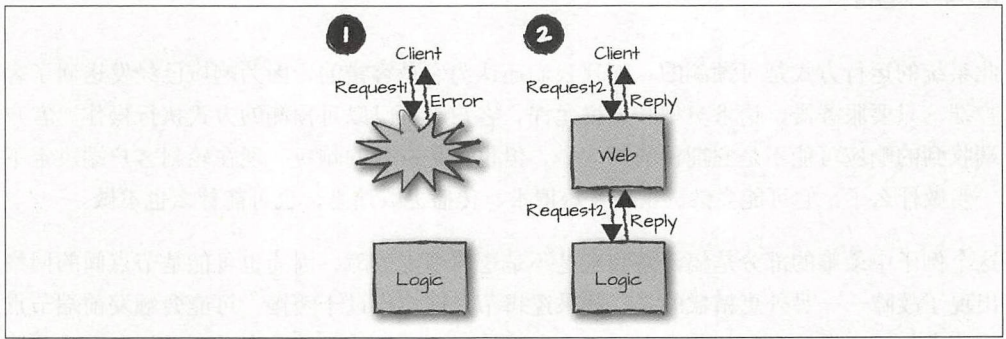 1
Client
Request1
Error
Logic
2
Client
Request2
Reply
Web
Request2
Reply
Logic